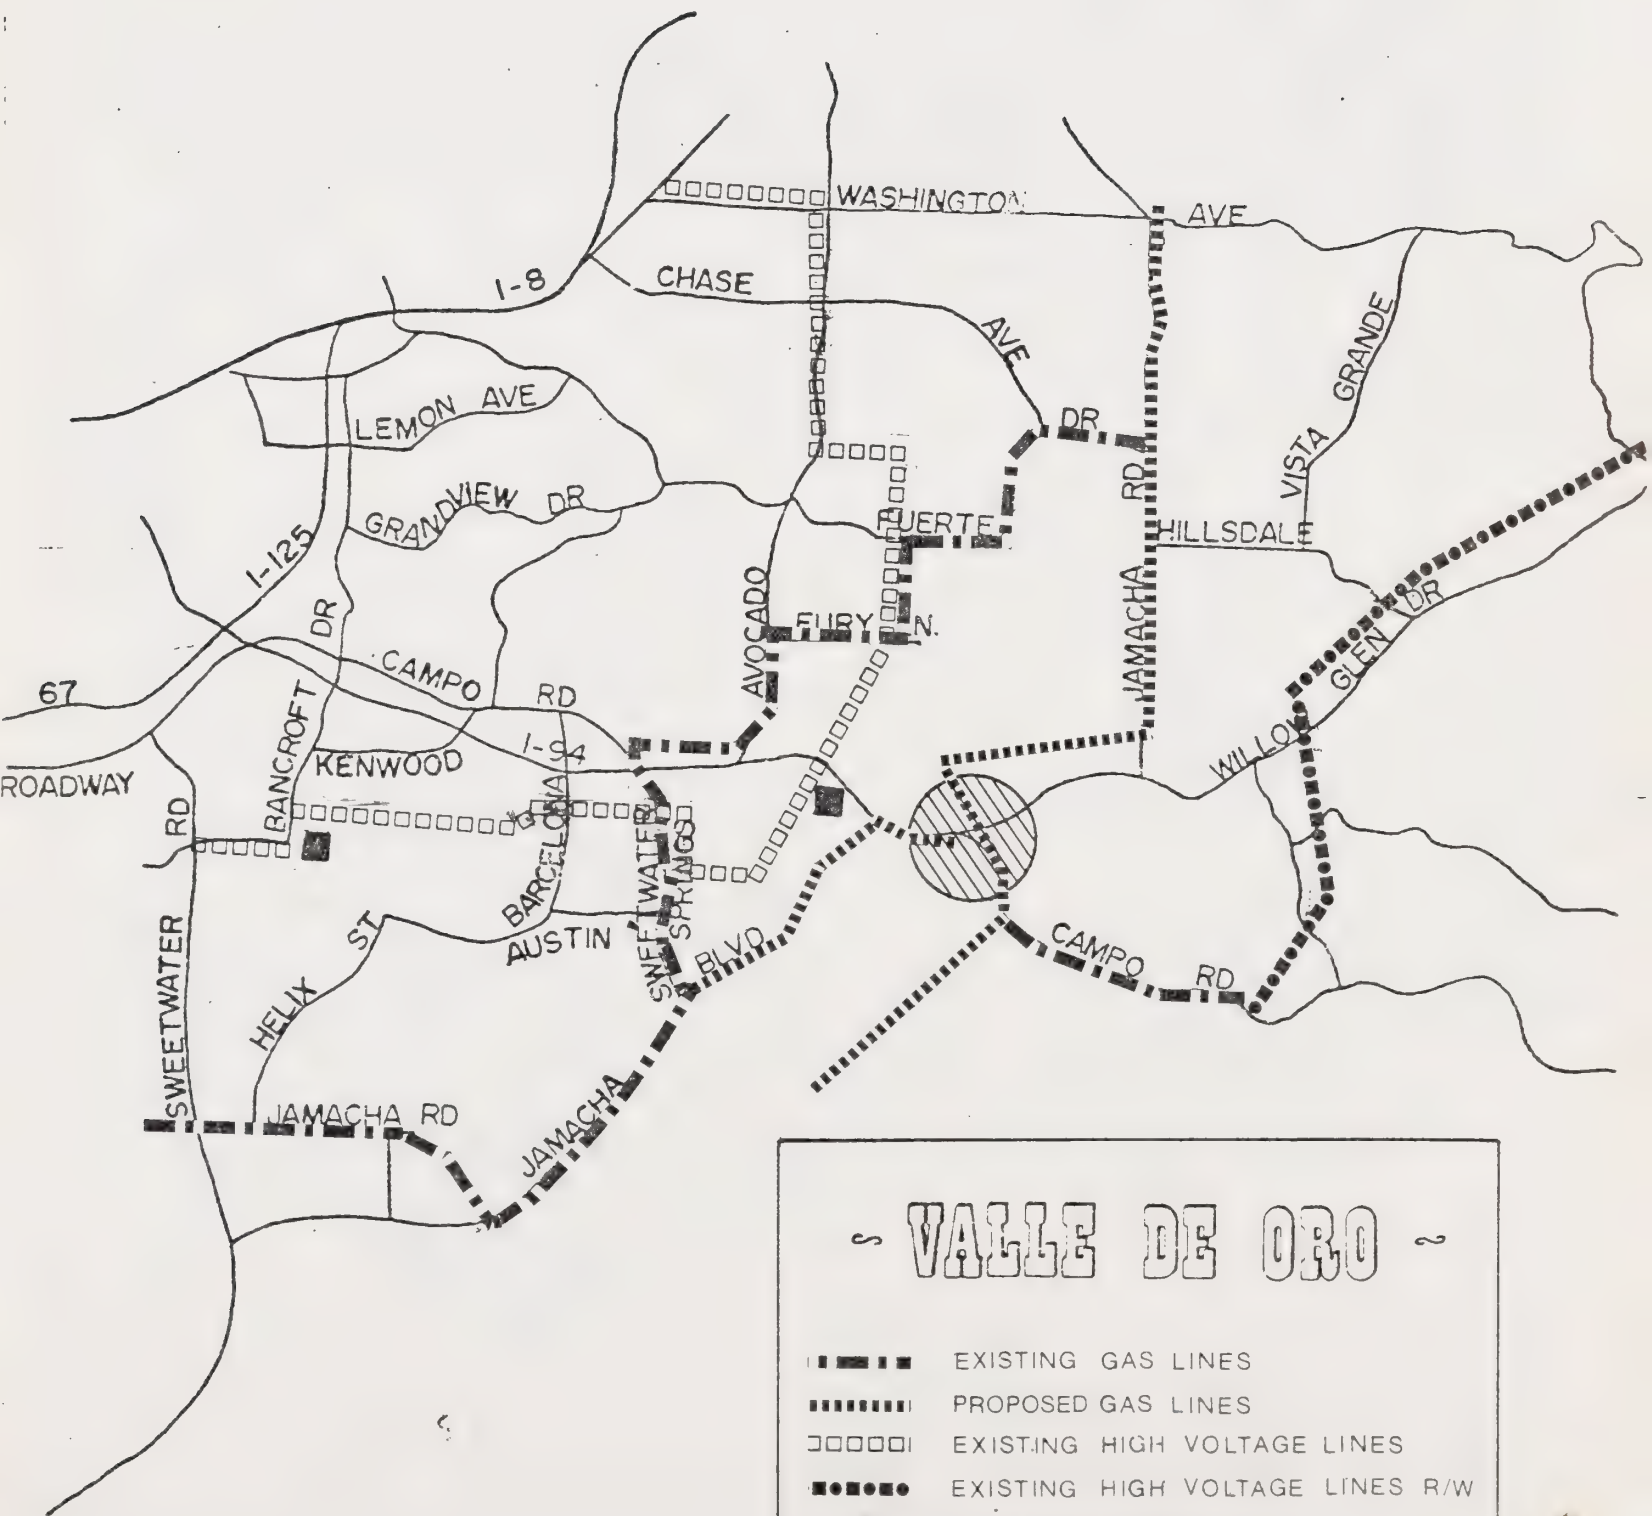 WASHINGTON AVE
CHASE AVE
I-8
LEMON AVE
GRANDVIEW DR
DR
RD
VISTA GRANDE
FUERTE
HILLSDALE
I-125
DR
AVOCADO
FURY LN.
JAMACHA
GLEN DR
WILLOW
67
CAMPO RD
BANCROFT
I-94
KENWOOD
ROADWAY
RD
BARCELONA
SWEETWATER
SPRINGS
BLVD
AUSTIN
HELIX ST
SWEETWATER
CAMPO RD
JAMACHA RD
JAMACHA
~ VALLE DE ORO ~
EXISTING GAS LINES
PROPOSED GAS LINES
EXISTING HIGH VOLTAGE LINES
EXISTING HIGH VOLTAGE LINES R/W